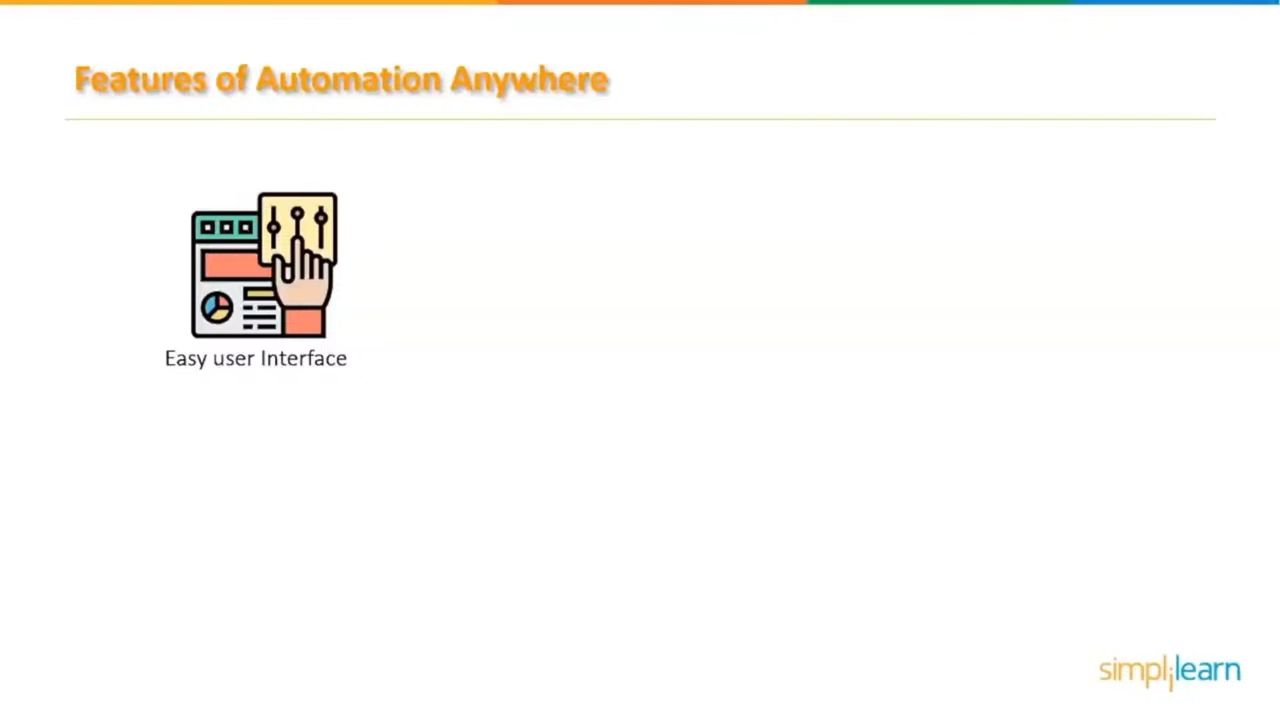 Features of Automation Anywhere
Easy user Interface
simplilearn